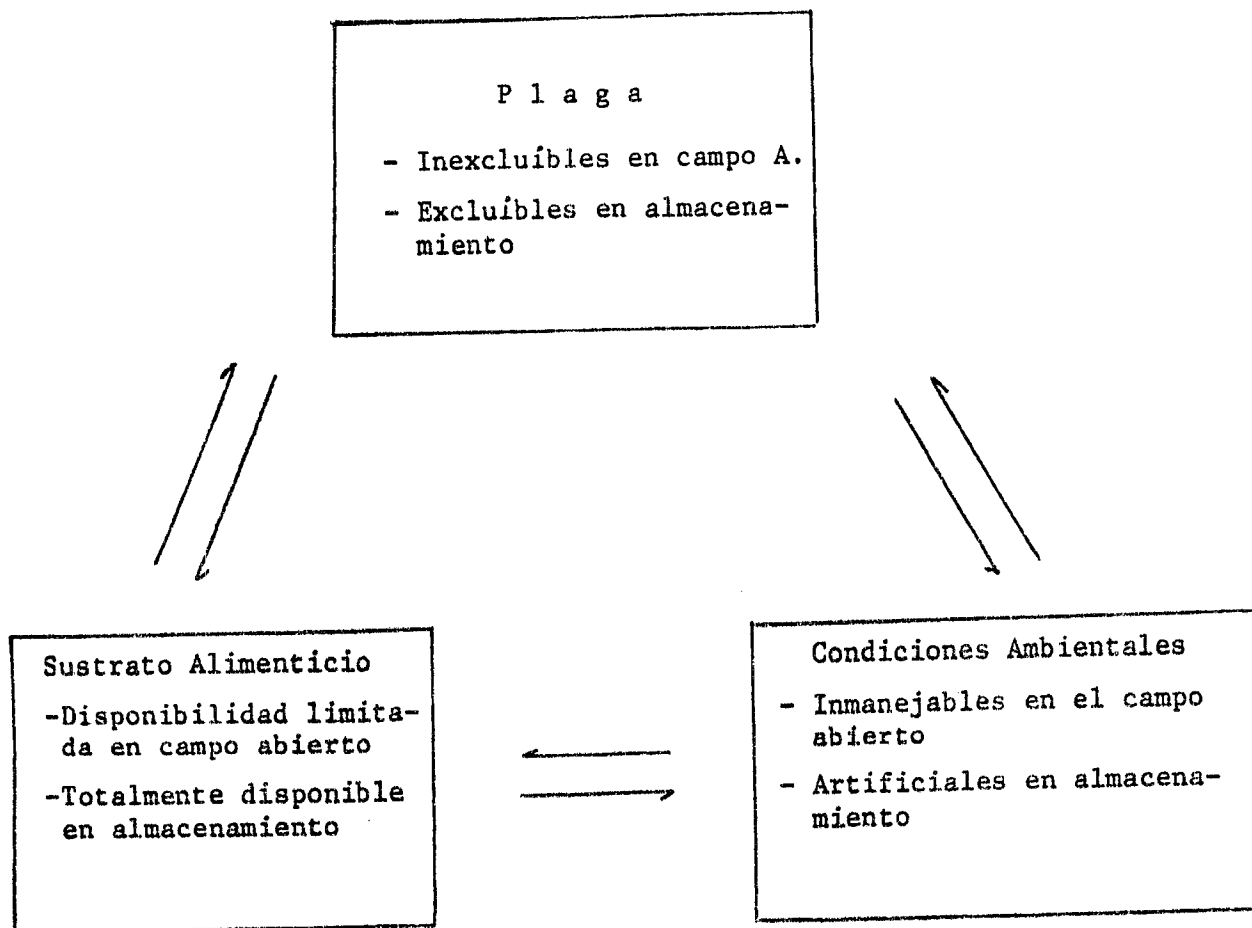 P l a g a
- Inexcluíbles en campo A.
- Excluíbles en almacena-
miento
Sustrato Alimenticio
-Disponibilidad limita-
da en campo abierto
-Totalmente disponible
en almacenamiento
Condiciones Ambientales
- Inmanejables en el campo
abierto
- Artificiales en almacena-
miento